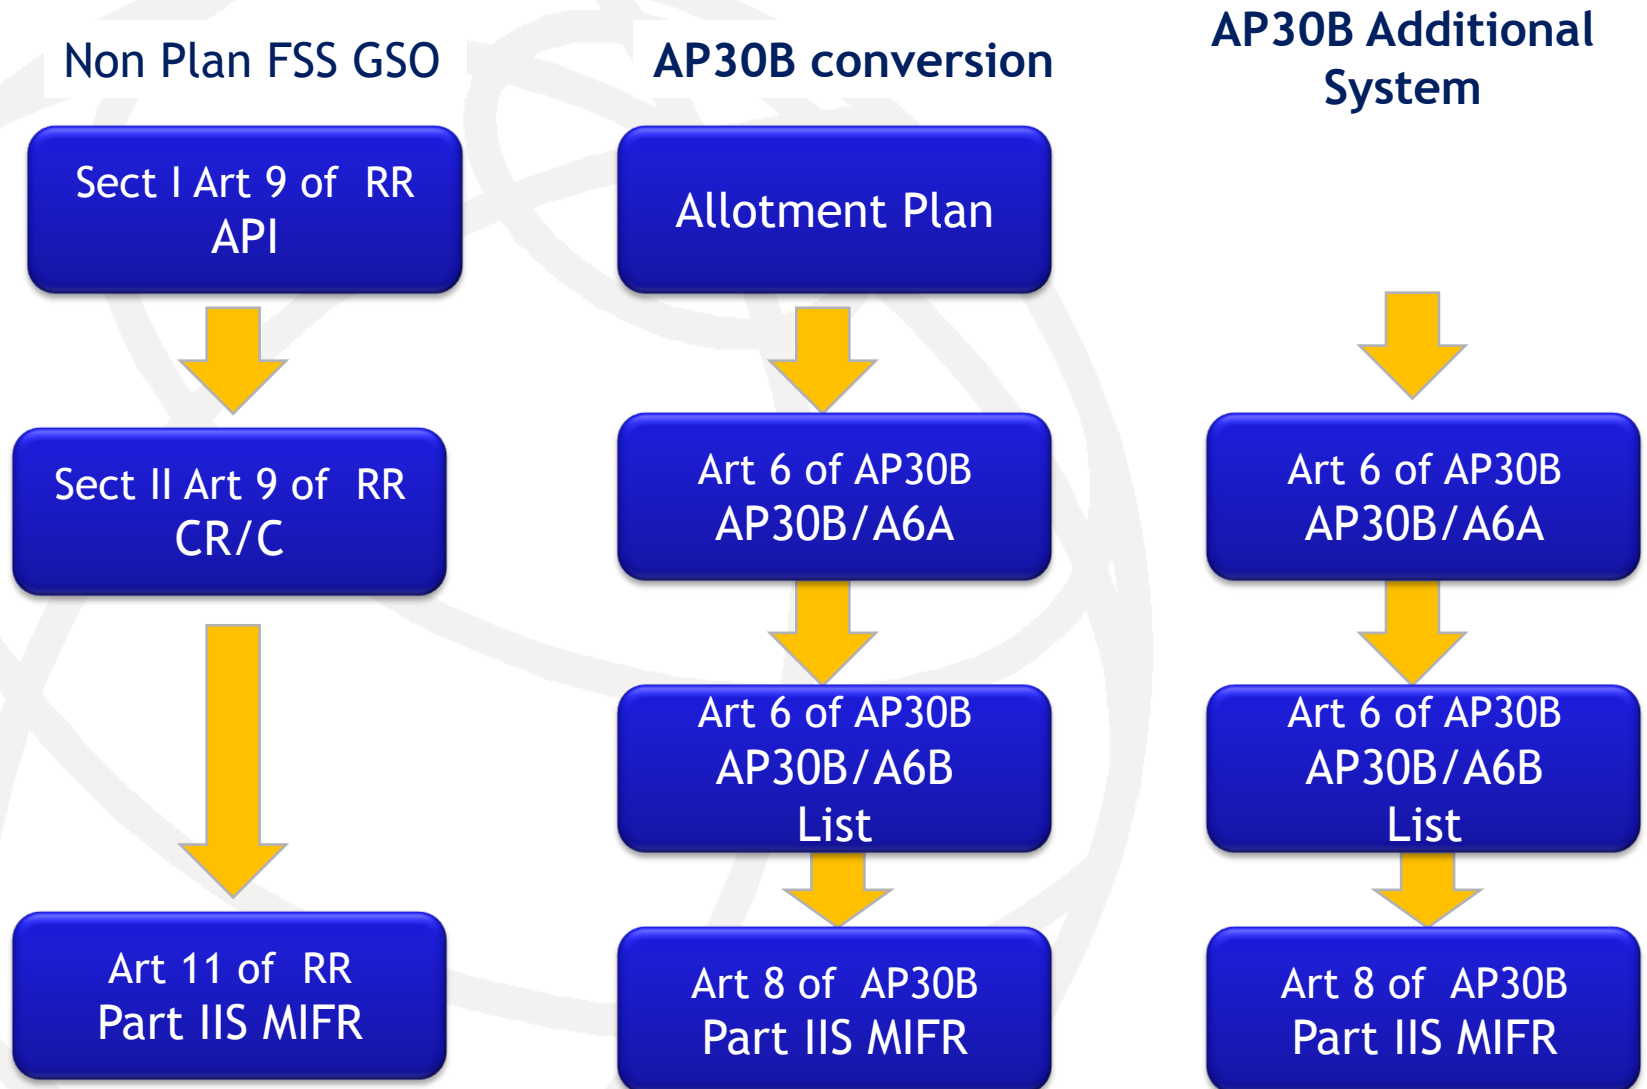 Non Plan FSS GSO
Sect I Art 9 of RR
API
Sect II Art 9 of RR
CR/C
Art 11 of RR
Part IIS MIFR
AP30B conversion
Allotment Plan
Art 6 of AP30B
AP30B/A6A
Art 6 of AP30B
AP30B/A6B
List
Art 8 of AP30B
Part IIS MIFR
AP30B Additional
System
Art 6 of AP30B
AP30B/A6A
Art 6 of AP30B
AP30B/A6B
List
Art 8 of AP30B
Part IIS MIFR